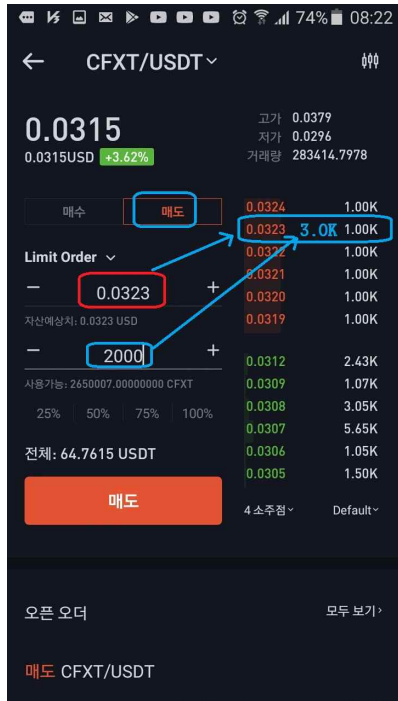 74% 08:22
CFXT/USDT
0.0315
0.0315USD +3.62%
고가 0.0379
저가 0.0296
거래량 283414.7978
매수 매도
Limit Order
− 0.0323 +
자산예상치: 0.0323 USD
− 2000 +
사용가능: 2650007.00000000 CFXT
25% 50% 75% 100%
전체: 64.7615 USDT
매도
0.0324 1.00K
0.0323 3.0K 1.00K
0.0322 1.00K
0.0321 1.00K
0.0320 1.00K
0.0319 1.00K
0.0312 2.43K
0.0309 1.07K
0.0308 3.05K
0.0307 5.65K
0.0306 1.05K
0.0305 1.50K
4 소주점 Default
오픈 오더 모두 보기
매도 CFXT/USDT